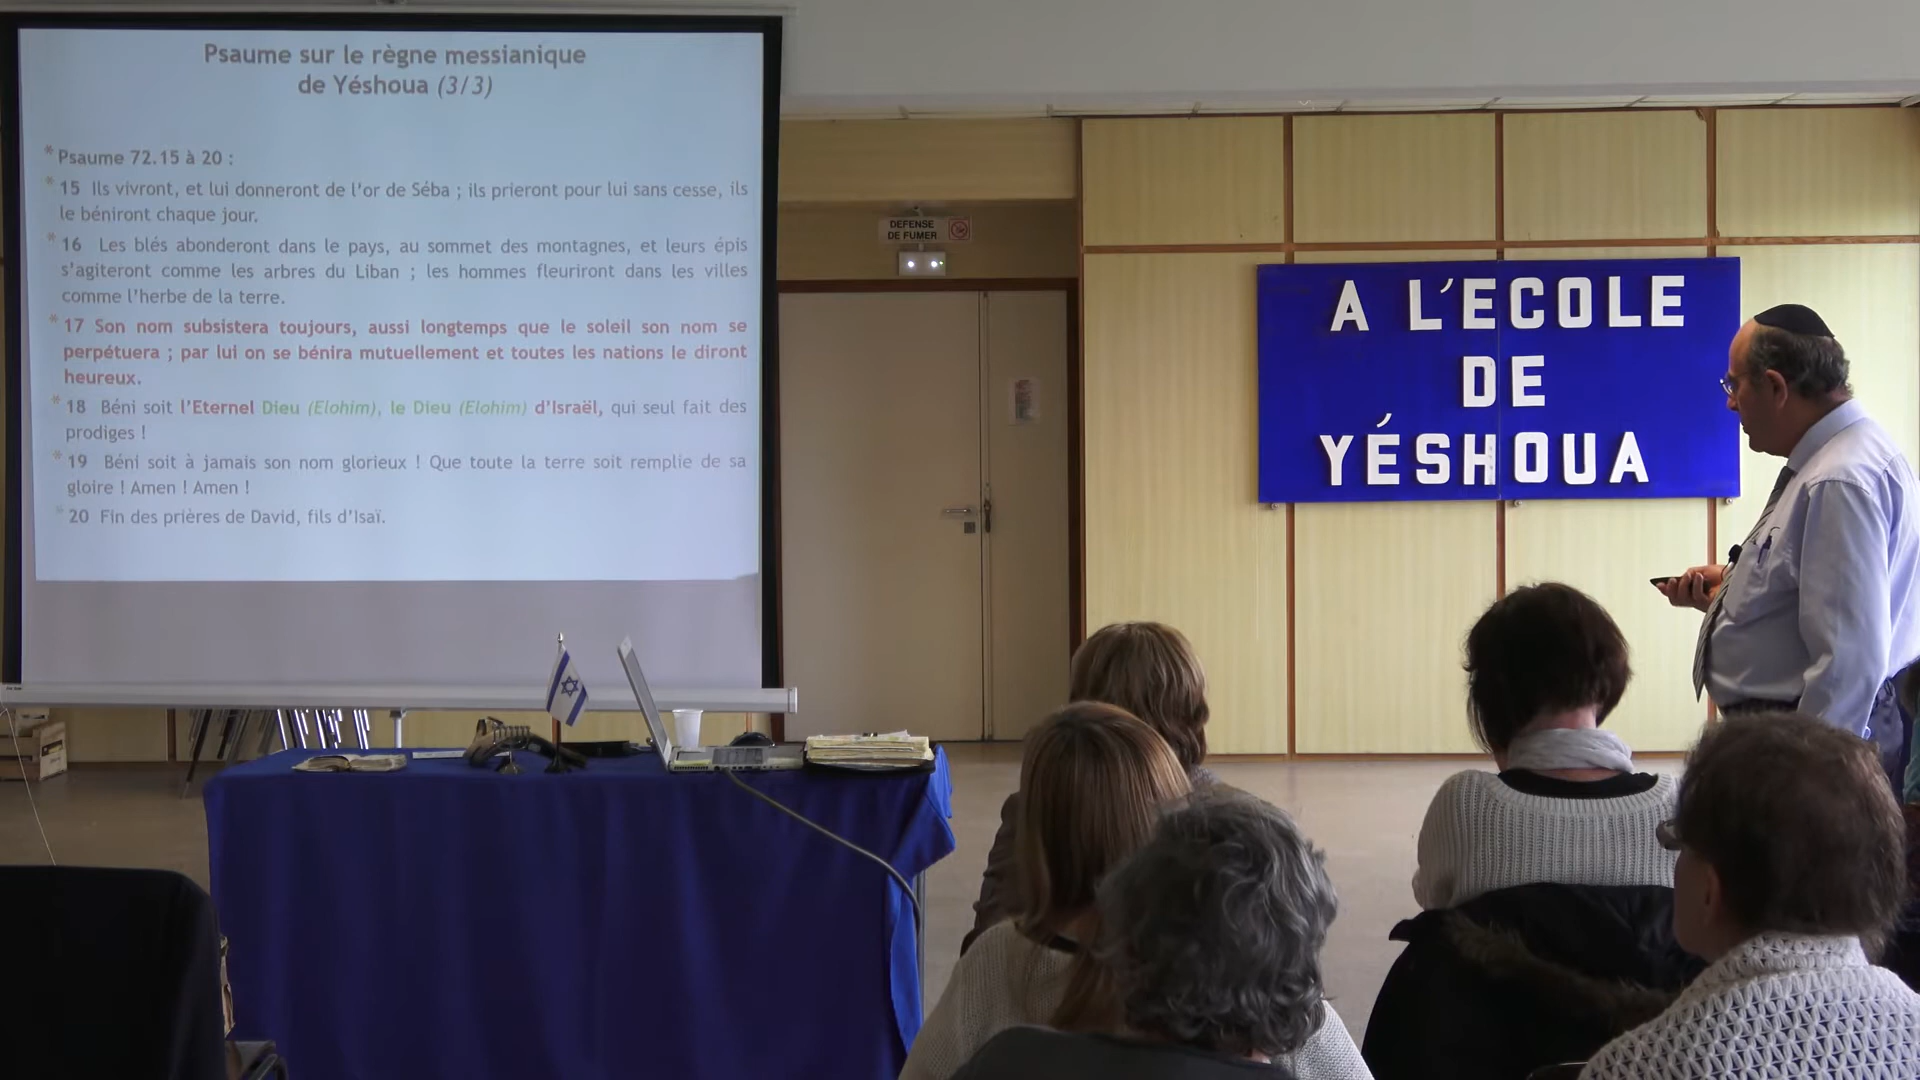 Psaume sur le règne messianique
de Yéshoua (3/3)
* Psaume 72.15 à 20 :
* 15 Ils vivront, et lui donneront de l'or de Séba ; ils prieront pour lui sans cesse, ils
le béniront chaque jour.
* 16 Les blés abonderont dans le pays, au sommet des montagnes, et leurs épis
s'agiteront comme les arbres du Liban ; les hommes fleuriront dans les villes
comme l'herbe de la terre.
* 17 Son nom subsistera toujours, aussi longtemps que le soleil son nom se
perpétuera ; par lui on se bénira mutuellement et toutes les nations le diront
heureux.
* 18 Béni soit l'Eternel Dieu (Elohim), le Dieu (Elohim) d'Israël, qui seul fait des
prodiges !
* 19 Béni soit à jamais son nom glorieux ! Que toute la terre soit remplie de sa
gloire ! Amen ! Amen !
* 20 Fin des prières de David, fils d'Isaï.
DEFENSE
DE FUMER
A L'ECOLE
DE
YÉSHOUA